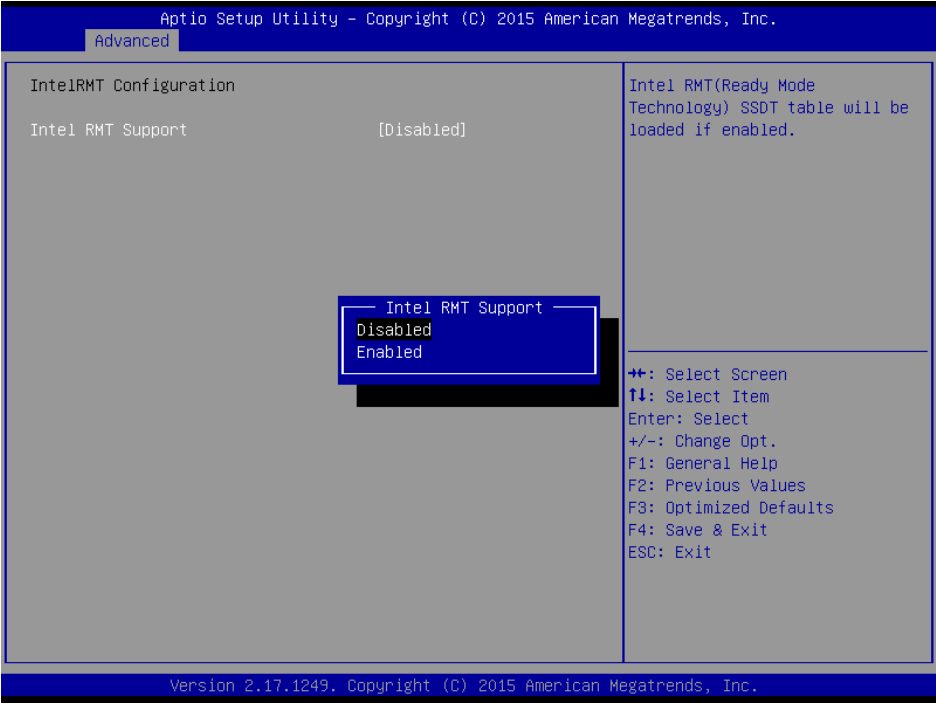 Aptio Setup Utility – Copyright (C) 2015 American Megatrends, Inc.
Advanced
IntelRMT Configuration
Intel RMT Support [Disabled]
Intel RMT(Ready Mode
Technology) SSDT table will be
loaded if enabled.
Intel RMT Support
Disabled
Enabled
→←: Select Screen
↑↓: Select Item
Enter: Select
+/-: Change Opt.
F1: General Help
F2: Previous Values
F3: Optimized Defaults
F4: Save & Exit
ESC: Exit
Version 2.17.1249. Copyright (C) 2015 American Megatrends, Inc.